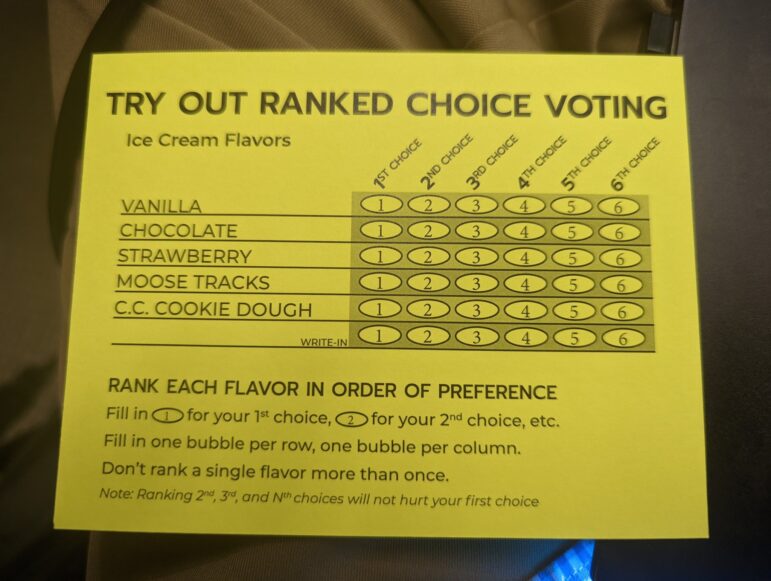 TRY OUT RANKED CHOICE VOTING
Ice Cream Flavors
1ST CHOICE 2ND CHOICE 3RD CHOICE 4TH CHOICE 5TH CHOICE 6TH CHOICE
VANILLA 1 2 3 4 5 6
CHOCOLATE 1 2 3 4 5 6
STRAWBERRY 1 2 3 4 5 6
MOOSE TRACKS 1 2 3 4 5 6
C.C. COOKIE DOUGH 1 2 3 4 5 6
WRITE-IN 1 2 3 4 5 6
RANK EACH FLAVOR IN ORDER OF PREFERENCE
Fill in 1 for your 1st choice, 2 for your 2nd choice, etc.
Fill in one bubble per row, one bubble per column.
Don't rank a single flavor more than once.
Note: Ranking 2nd, 3rd, and Nth choices will not hurt your first choice